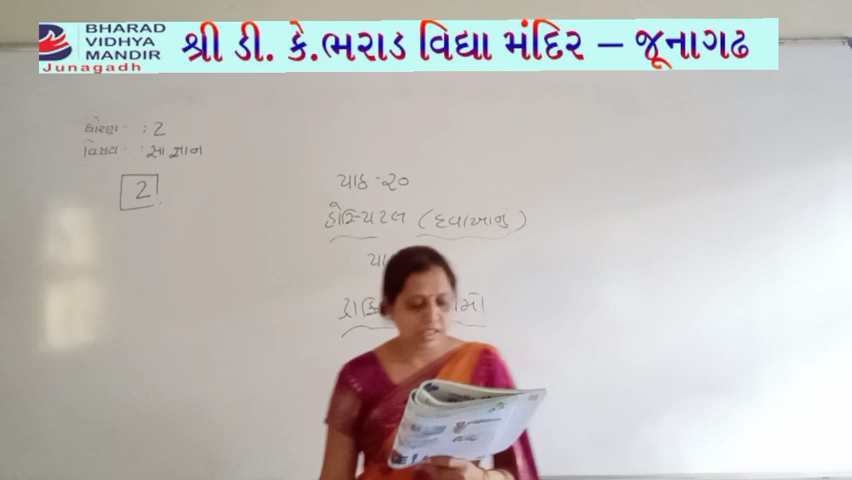 BHARAD
VIDHYA
MANDIR
Junagadh
શ્રી ડી. કે.ભરાડ વિદ્યા મંદિર – જૂનાગઢ
ધોરણ - : 2
વિષય - : સા જ્ઞાન
2
પાઠ-૨૦
હોસ્પિટલ (દવાખાનું)